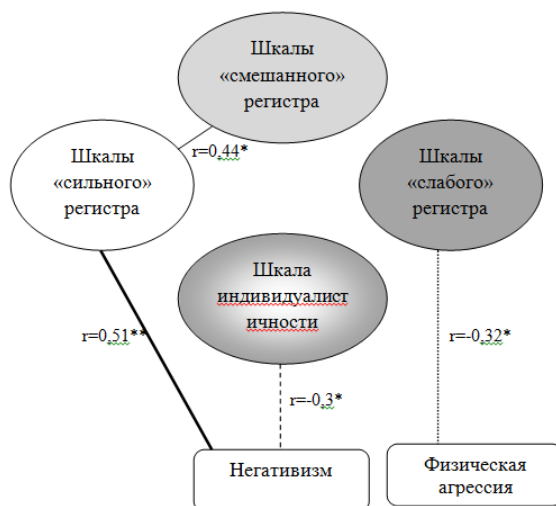 Шкалы
«смешанного»
регистра
r=0,44*
Шкалы
«сильного»
регистра
Шкалы
«слабого»
регистра
Шкала
индивидуалист
ичности
r=0,51**
r=-0,32*
r=-0,3*
Негативизм
Физическая
агрессия